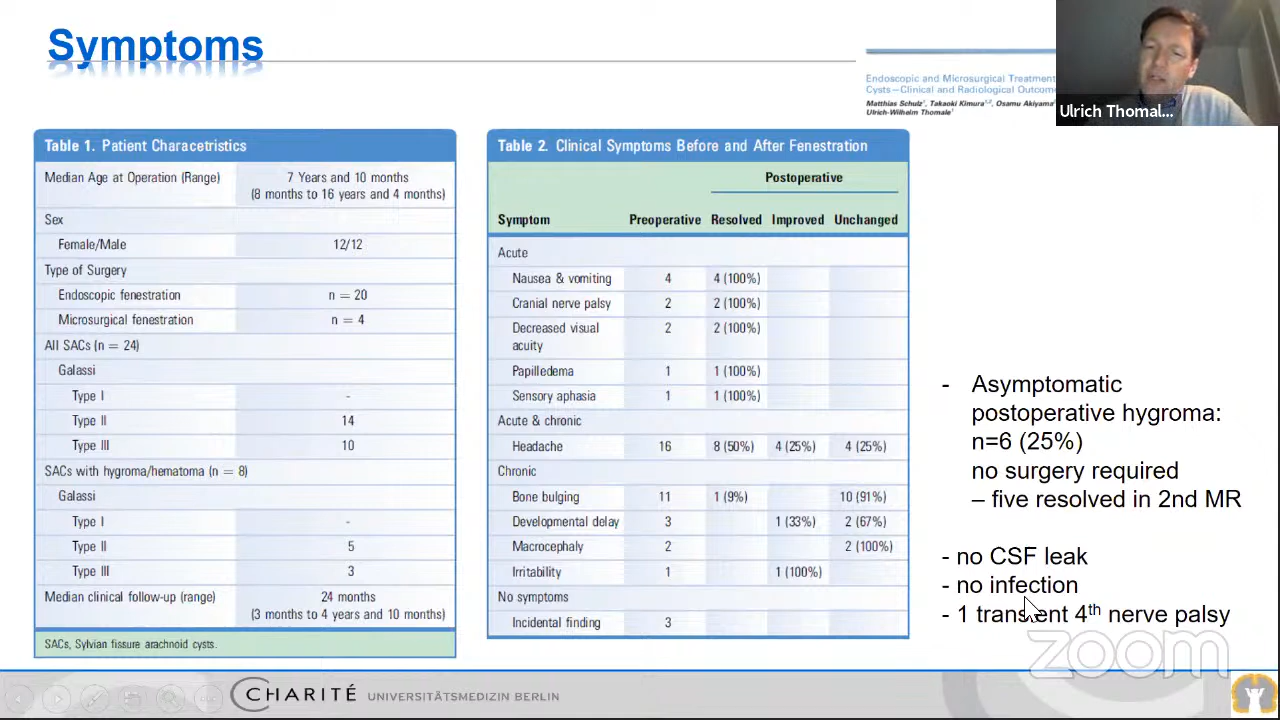 Symptoms
Endoscopic and Microsurgical Treatment
Cysts—Clinical and Radiological Outcome
Matthias Schulz¹, Takaoki Kimura¹,², Osamu Akiyama
Ulrich-Wilhelm Thomale¹
Ulrich Thomal...
Table 1. Patient Characetristics
Median Age at Operation (Range) 7 Years and 10 months
(8 months to 16 years and 4 months)
Sex
Female/Male 12/12
Type of Surgery
Endoscopic fenestration n = 20
Microsurgical fenestration n = 4
All SACs (n = 24)
Galassi
Type I
Type II 14
Type III 10
SACs with hygroma/hematoma (n = 8)
Galassi
Type I -
Type II 5
Type III 3
Median clinical follow-up (range) 24 months
(3 months to 4 years and 10 months)
SACs, Sylvian fissure arachnoid cysts.
Table 2. Clinical Symptoms Before and After Fenestration
Postoperative
Symptom Preoperative Resolved Improved Unchanged
Acute
Nausea & vomiting 4 4 (100%)
Cranial nerve palsy 2 2 (100%)
Decreased visual 2 2 (100%)
acuity
Papilledema 1 1 (100%)
Sensory aphasia 1 1 (100%)
Acute & chronic
Headache 16 8 (50%) 4 (25%) 4 (25%)
Chronic
Bone bulging 11 1 (9%) 10 (91%)
Developmental delay 3 1 (33%) 2 (67%)
Macrocephaly 2 2 (100%)
Irritability 1 1 (100%)
No symptoms
Incidental finding 3
- Asymptomatic
postoperative hygroma:
n=6 (25%)
no surgery required
– five resolved in 2nd MR
- no CSF leak
- no infection
- 1 transient 4th nerve palsy
zoom
CHARITÉ UNIVERSITÄTSMEDIZIN BERLIN